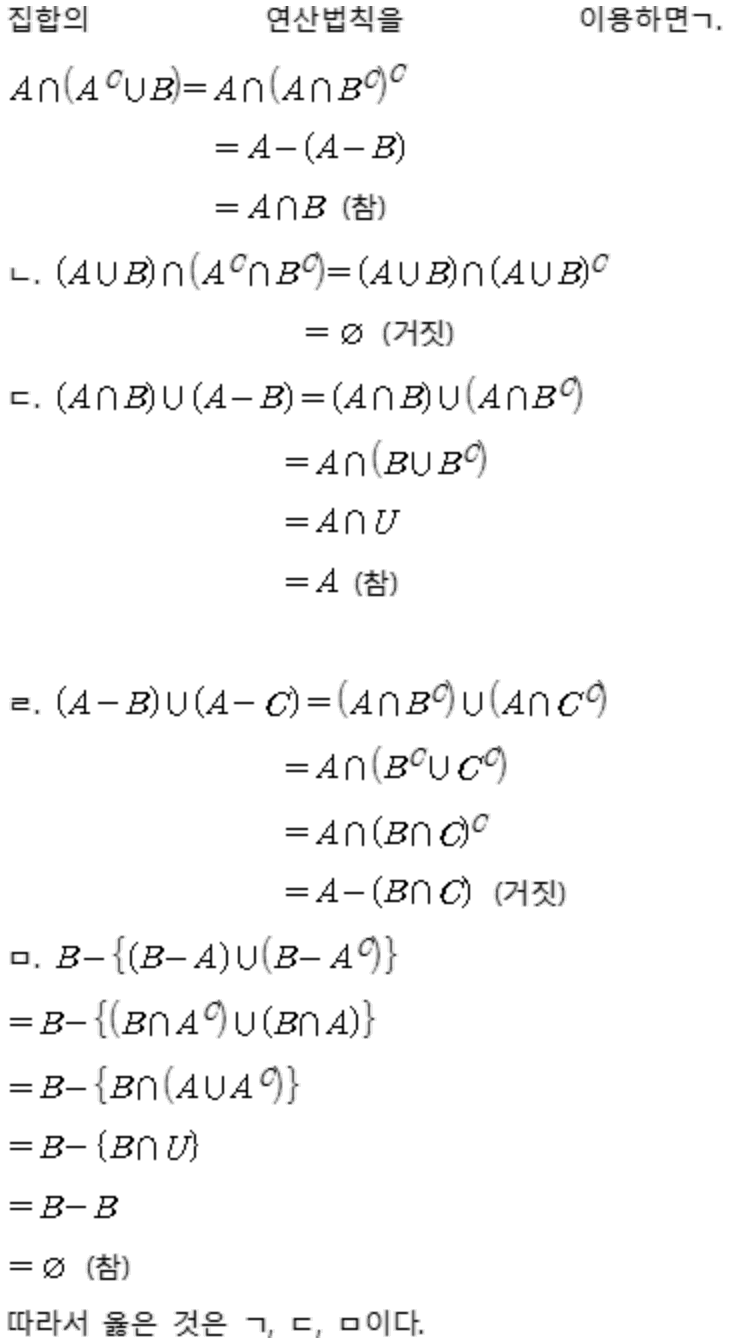 집합의 연산법칙을 이용하면ㄱ.
A∩(A^C∪B)=A∩(A∩B^C)^C
=A-(A-B)
=A∩B (참)
ㄴ. (A∪B)∩(A^C∩B^C)=(A∪B)∩(A∪B)^C
=∅ (거짓)
ㄷ. (A∩B)∪(A-B)=(A∩B)∪(A∩B^C)
=A∩(B∪B^C)
=A∩U
=A (참)
ㄹ. (A-B)∪(A-C)=(A∩B^C)∪(A∩C^C)
=A∩(B^C∪C^C)
=A∩(B∩C)^C
=A-(B∩C) (거짓)
ㅁ. B-{(B-A)∪(B-A^C)}
=B-{(B∩A^C)∪(B∩A)}
=B-{B∩(A∪A^C)}
=B-{B∩U}
=B-B
=∅ (참)
따라서 옳은 것은 ㄱ, ㄷ, ㅁ이다.